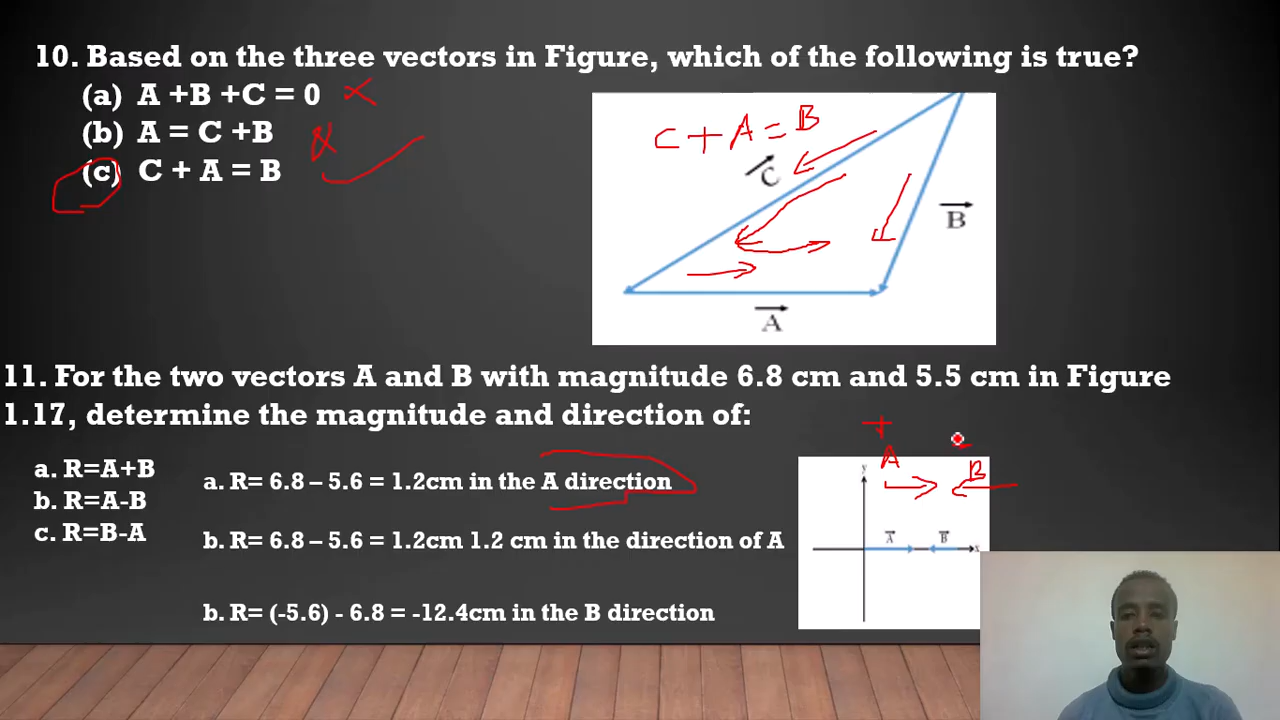 10. Based on the three vectors in Figure, which of the following is true?
(a) A +B +C = 0
(b) A = C +B
(c) C + A = B
C + A = B
C
B
A
11. For the two vectors A and B with magnitude 6.8 cm and 5.5 cm in Figure
1.17, determine the magnitude and direction of:
a. R=A+B
b. R=A-B
c. R=B-A
a. R= 6.8 – 5.6 = 1.2cm in the A direction
b. R= 6.8 – 5.6 = 1.2cm 1.2 cm in the direction of A
b. R= (-5.6) - 6.8 = -12.4cm in the B direction
+ -
A B
y
A B
x